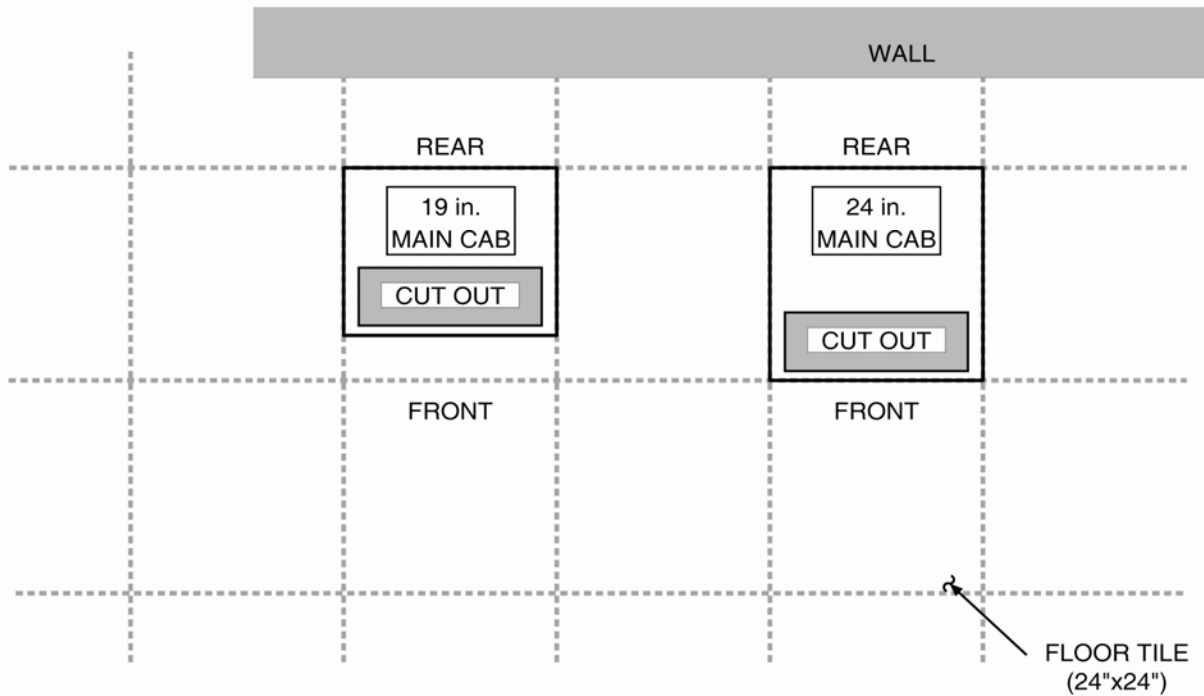 WALL
REAR
REAR
19 in.
MAIN CAB
24 in.
MAIN CAB
CUT OUT
CUT OUT
FRONT
FRONT
FLOOR TILE
(24"x24")